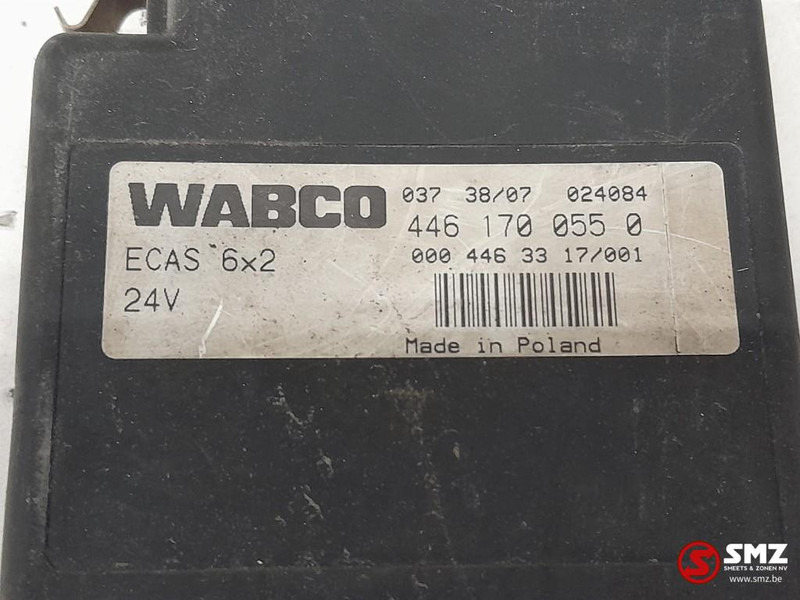 WABCO
037 38/07 024084
446 170 055 0
000 446 33 17/001
ECAS 6x2
24V
Made in Poland
SMZ
SMEETS & ZONEN NV
www.smz.be